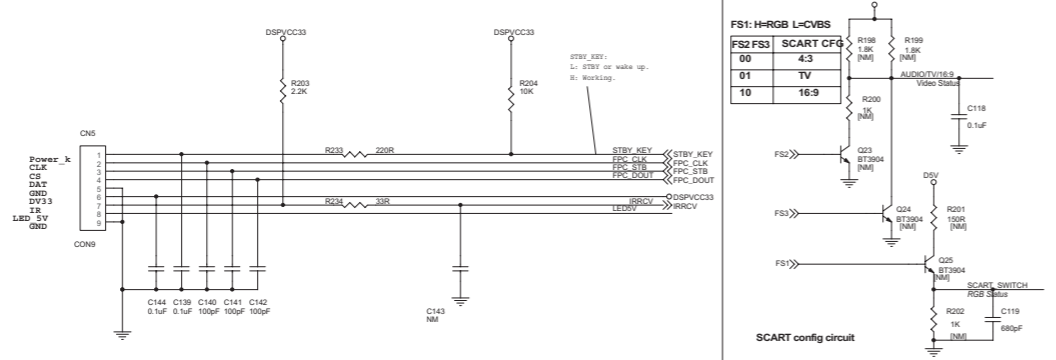 DSPVCC33
DSPVCC33
STBY_KEY:
L: STBY or wake up.
H: Working.
R203
2.2K
R204
10K
CN5
Power_k
CLK
CS
DAT
GND
DV33
IR
LED 5V
GND
1
2
3
4
5
6
7
8
9
CON9
R233
220R
R234
33R
STBY_KEY
FPC_CLK
FPC_STB
FPC_DOUT
IRRCV
LED5V
STBY_KEY
FPC_CLK
FPC_STB
FPC_DOUT
DSPVCC33
IRRCV
C144
0.1uF
C139
0.1uF
C140
100pF
C141
100pF
C142
100pF
C143
NM
FS1: H=RGB L=CVBS
FS2 FS3 SCART CFG
00 4:3
01 TV
10 16:9
R198
1.8K
[NM]
R199
1.8K
[NM]
AUDIO/TV/16:9
Video Status
R200
1K
[NM]
C118
0.1uF
FS2
Q23
BT3904
[NM]
D5V
FS3
Q24
BT3904
[NM]
R201
150R
[NM]
FS1
Q25
BT3904
[NM]
SCART_SWITCH
RGB Status
R202
1K
[NM]
C119
680pF
SCART config circuit